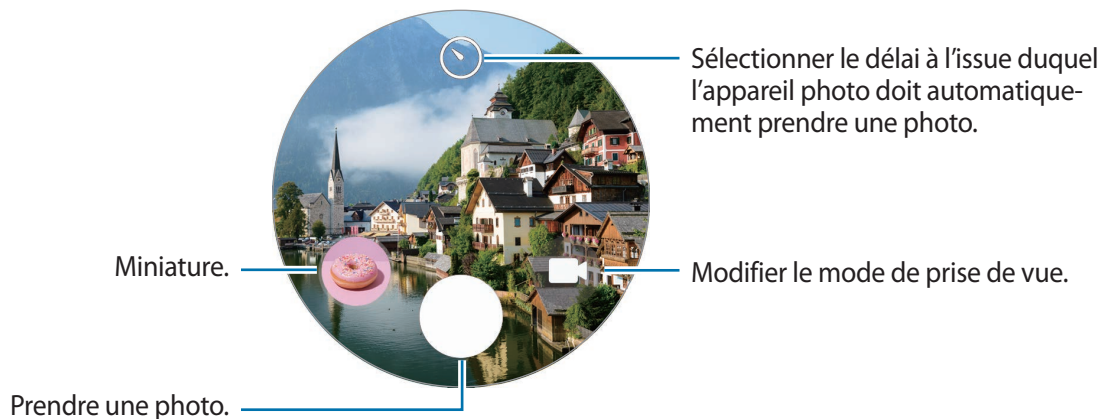 Sélectionner le délai à l'issue duquel
l'appareil photo doit automatique-
ment prendre une photo.
Miniature.
Modifier le mode de prise de vue.
Prendre une photo.